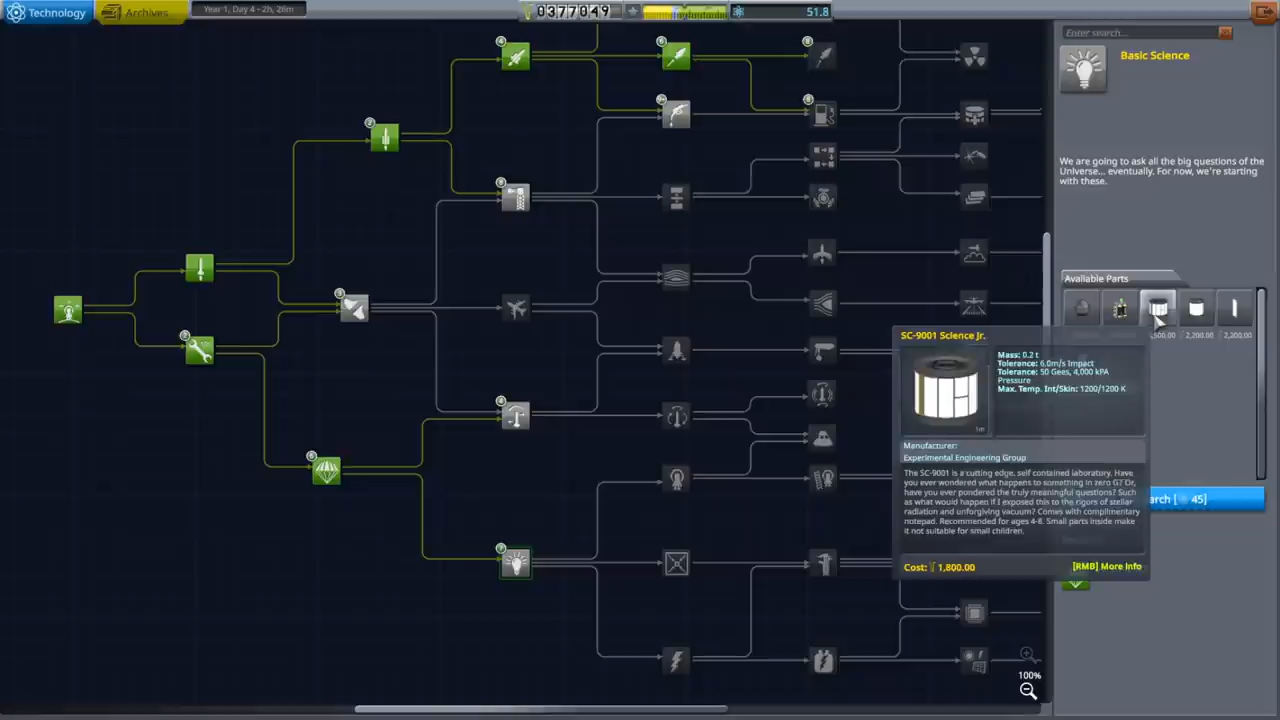 Technology
Archives
Year 1, Day 4 - 2h, 26m
0377049
51.8
Enter search...
Basic Science
We are going to ask all the big questions of the
Universe... eventually. For now, we're starting
with these.
Available Parts
2,200.00
2,200.00
SC-9001 Science Jr.
Mass: 0.2 t
Tolerance: 6.0m/s Impact
Tolerance: 50 Gees, 4,000 kPA
Pressure
Max. Temp. Int/Skin: 1200/1200 K
1m
Manufacturer:
Experimental Engineering Group
The SC-9001 is a cutting edge, self contained laboratory. Have
you ever wondered what happens to something in zero G? Or,
have you ever pondered the truly meaningful questions? Such
as what would happen if I exposed this to the rigors of stellar
radiation and unforgiving vacuum? Comes with complimentary
notepad. Recommended for ages 4-8. Small parts inside make
it not suitable for small children.
Cost: 1,800.00
[RMB] More Info
arch [ 45]
100%